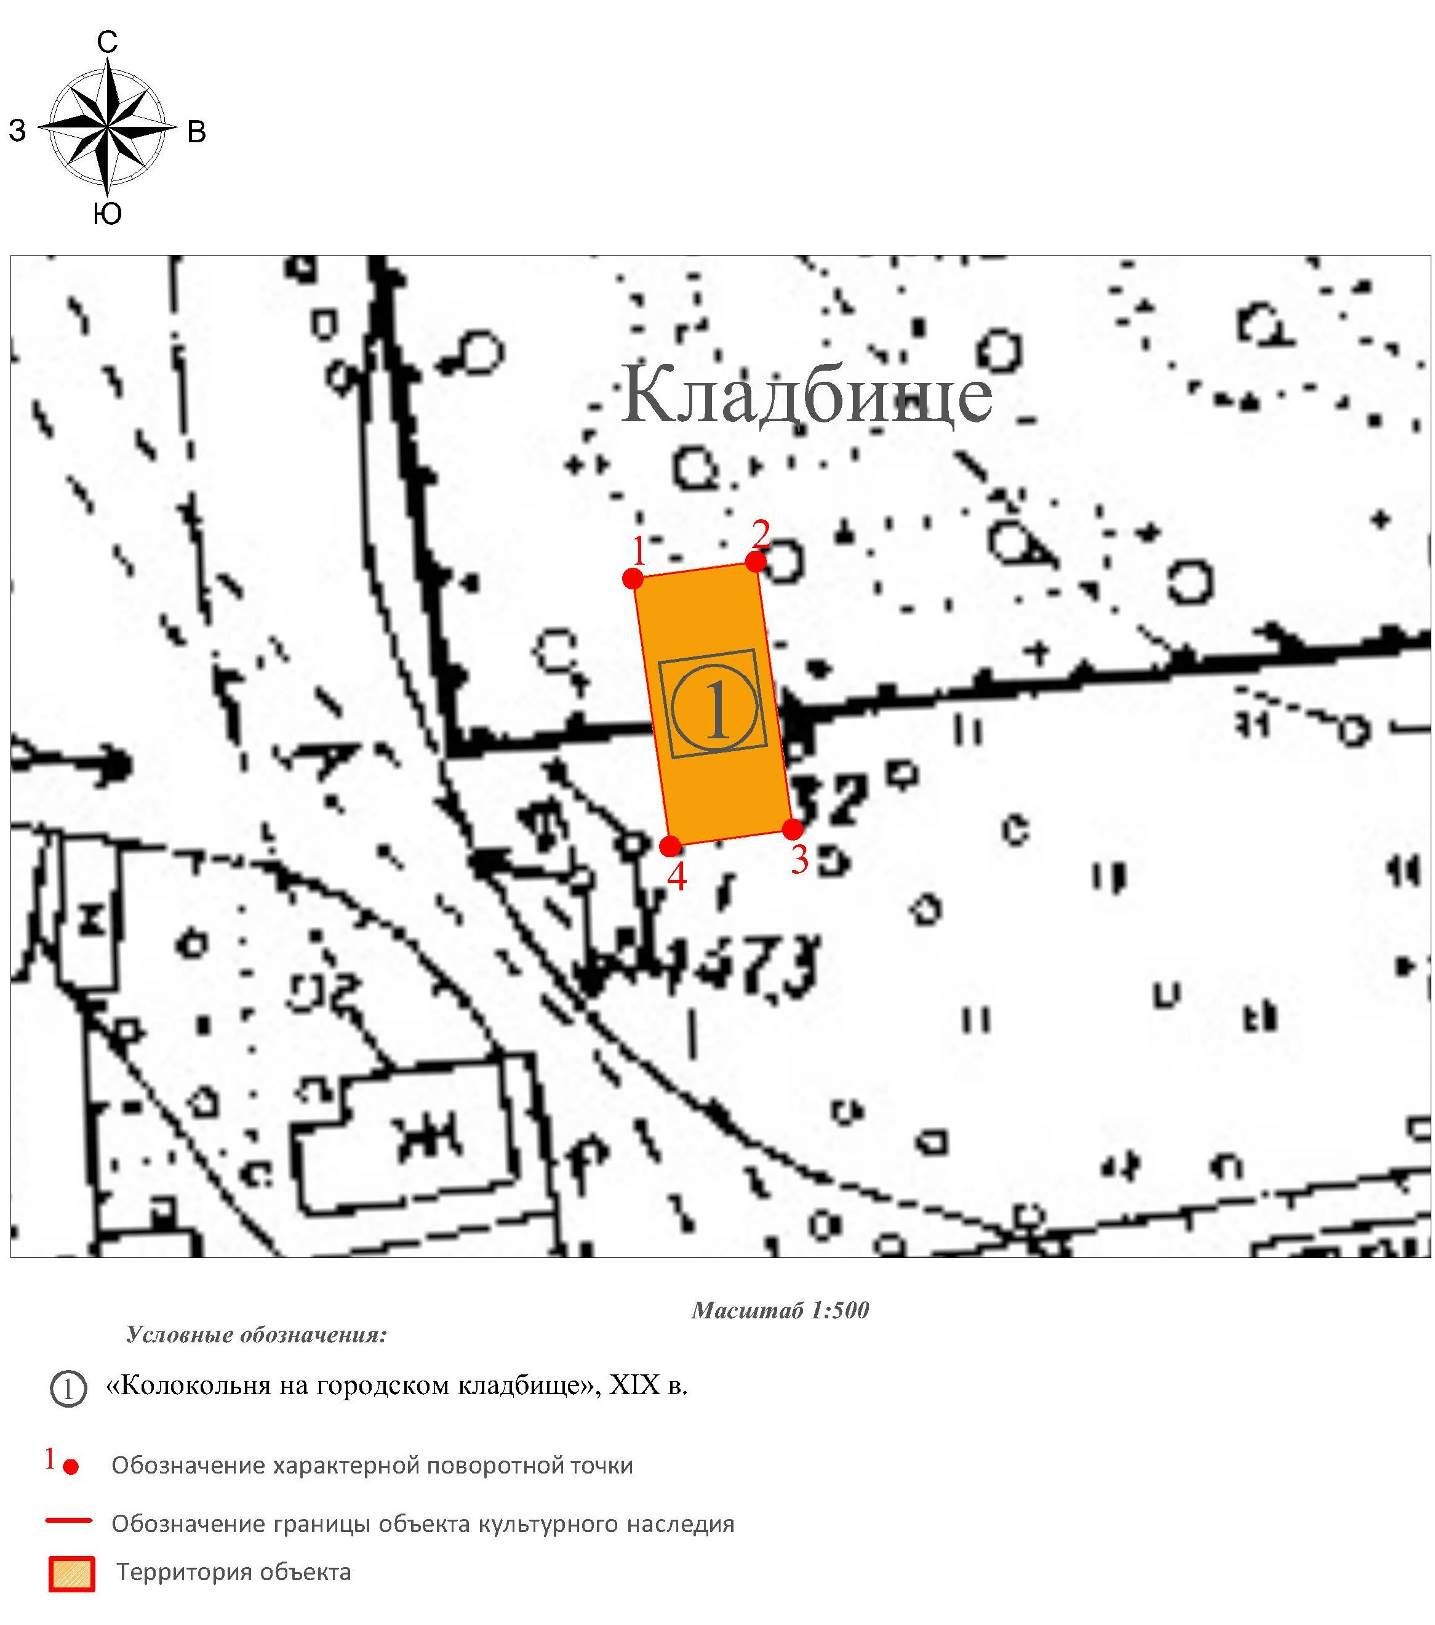 С
З В
Ю
Кладбище
1 2
1
32
4 3
Ж
Масштаб 1:500
Условные обозначения:
1 «Колокольня на городском кладбище», XIX в.
1 Обозначение характерной поворотной точки
Обозначение границы объекта культурного наследия
Территория объекта